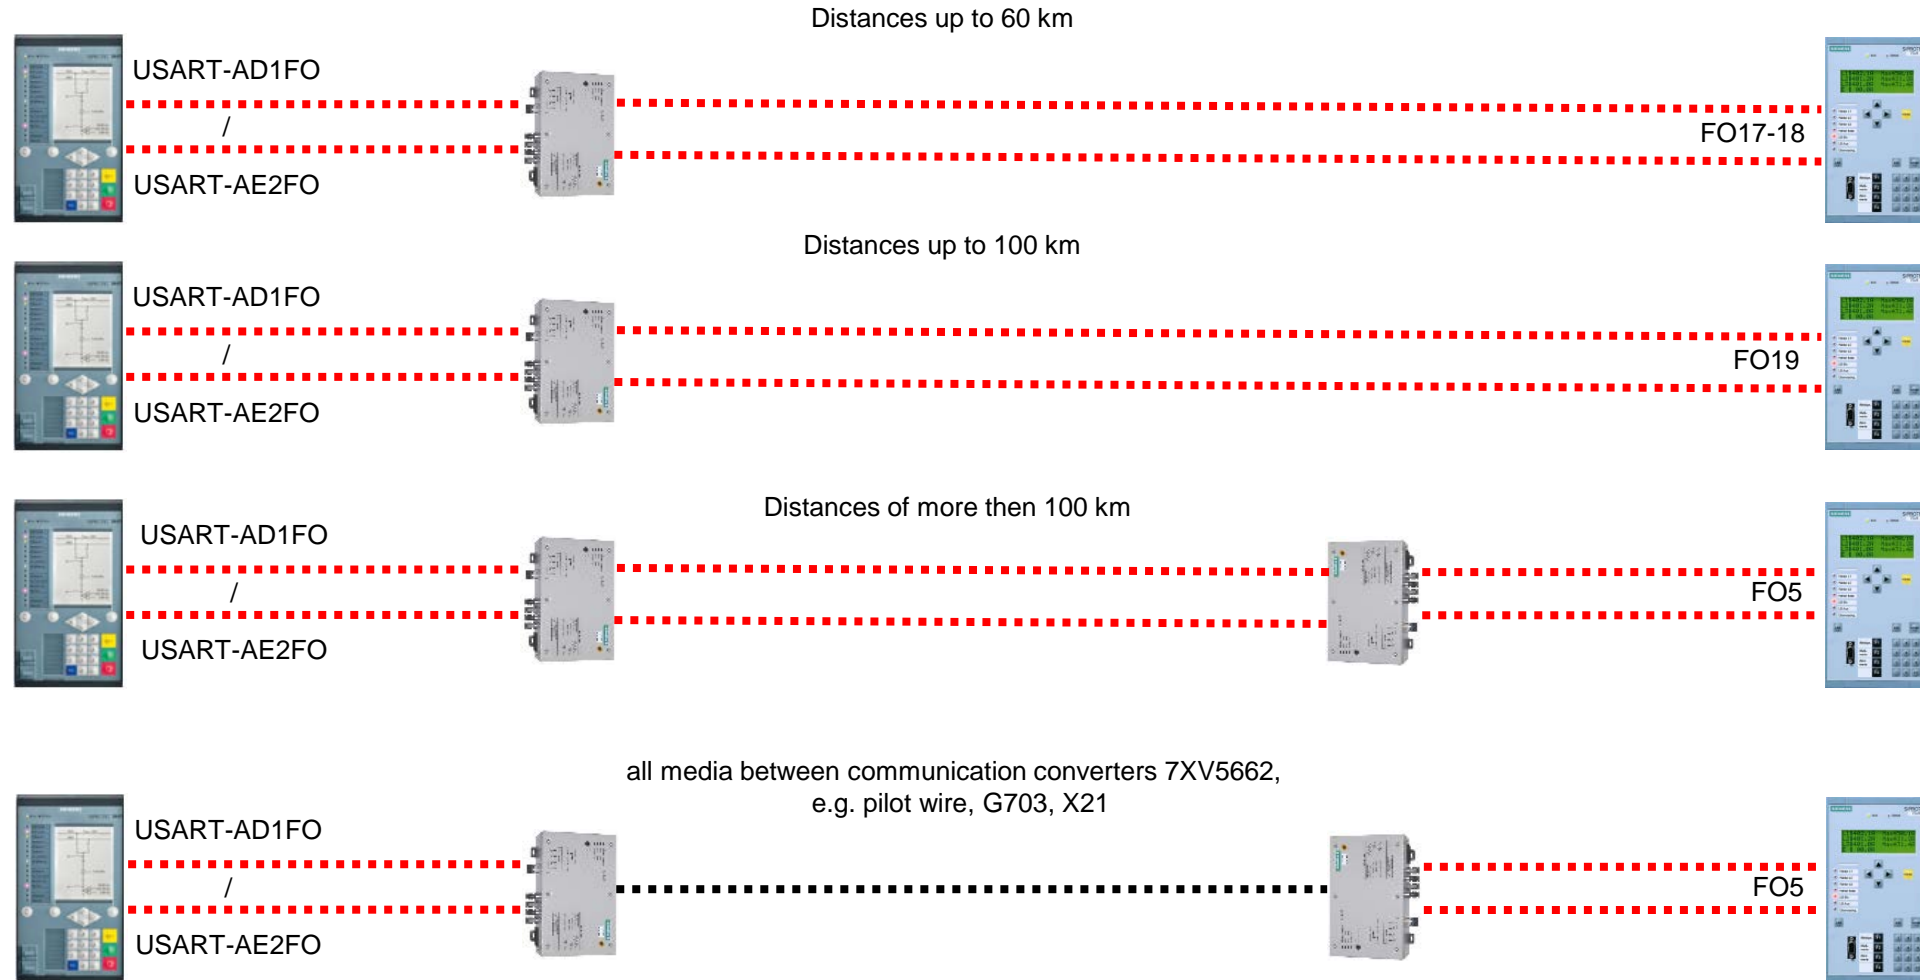 Distances up to 60 km
USART-AD1FO
/
USART-AE2FO
FO17-18
Distances up to 100 km
USART-AD1FO
/
USART-AE2FO
FO19
Distances of more then 100 km
USART-AD1FO
/
USART-AE2FO
FO5
all media between communication converters 7XV5662,
e.g. pilot wire, G703, X21
USART-AD1FO
/
USART-AE2FO
FO5